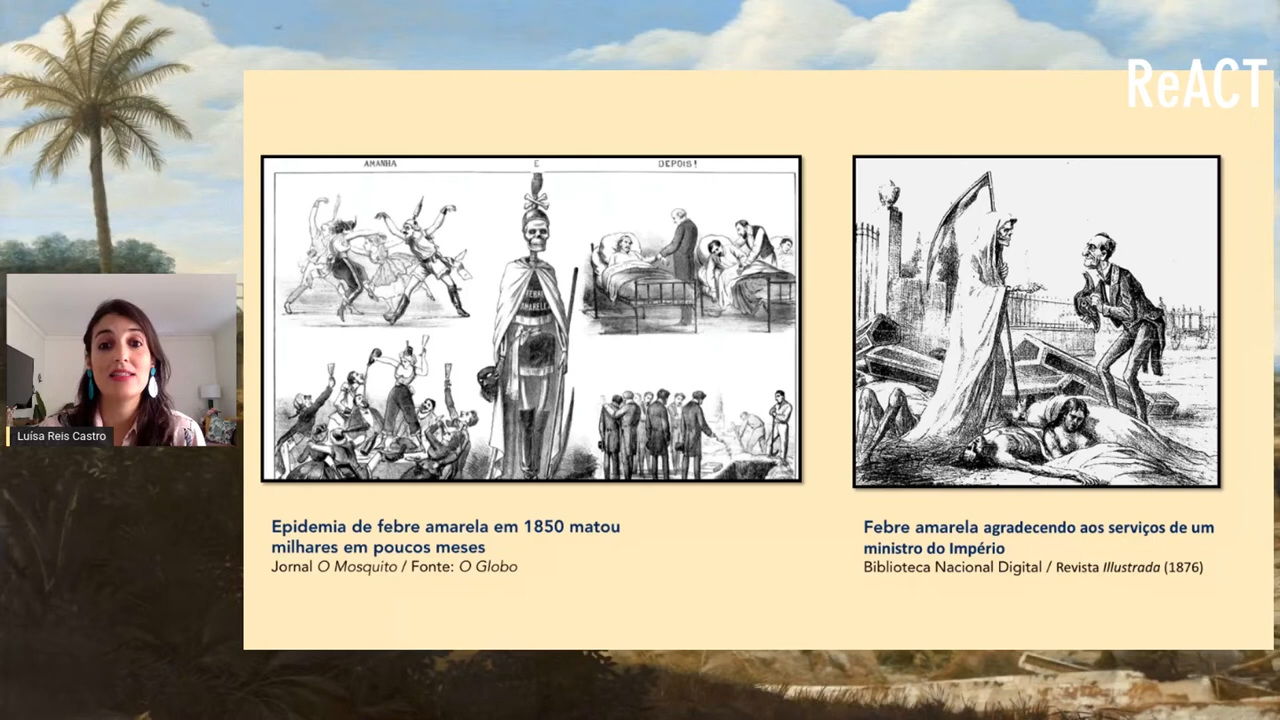 ReACT
AMANHA E DEPOIS!
FEBRE
AMARELA
Luísa Reis Castro
Epidemia de febre amarela em 1850 matou
milhares em poucos meses
Jornal O Mosquito / Fonte: O Globo
Febre amarela agradecendo aos serviços de um
ministro do Império
Biblioteca Nacional Digital / Revista Illustrada (1876)